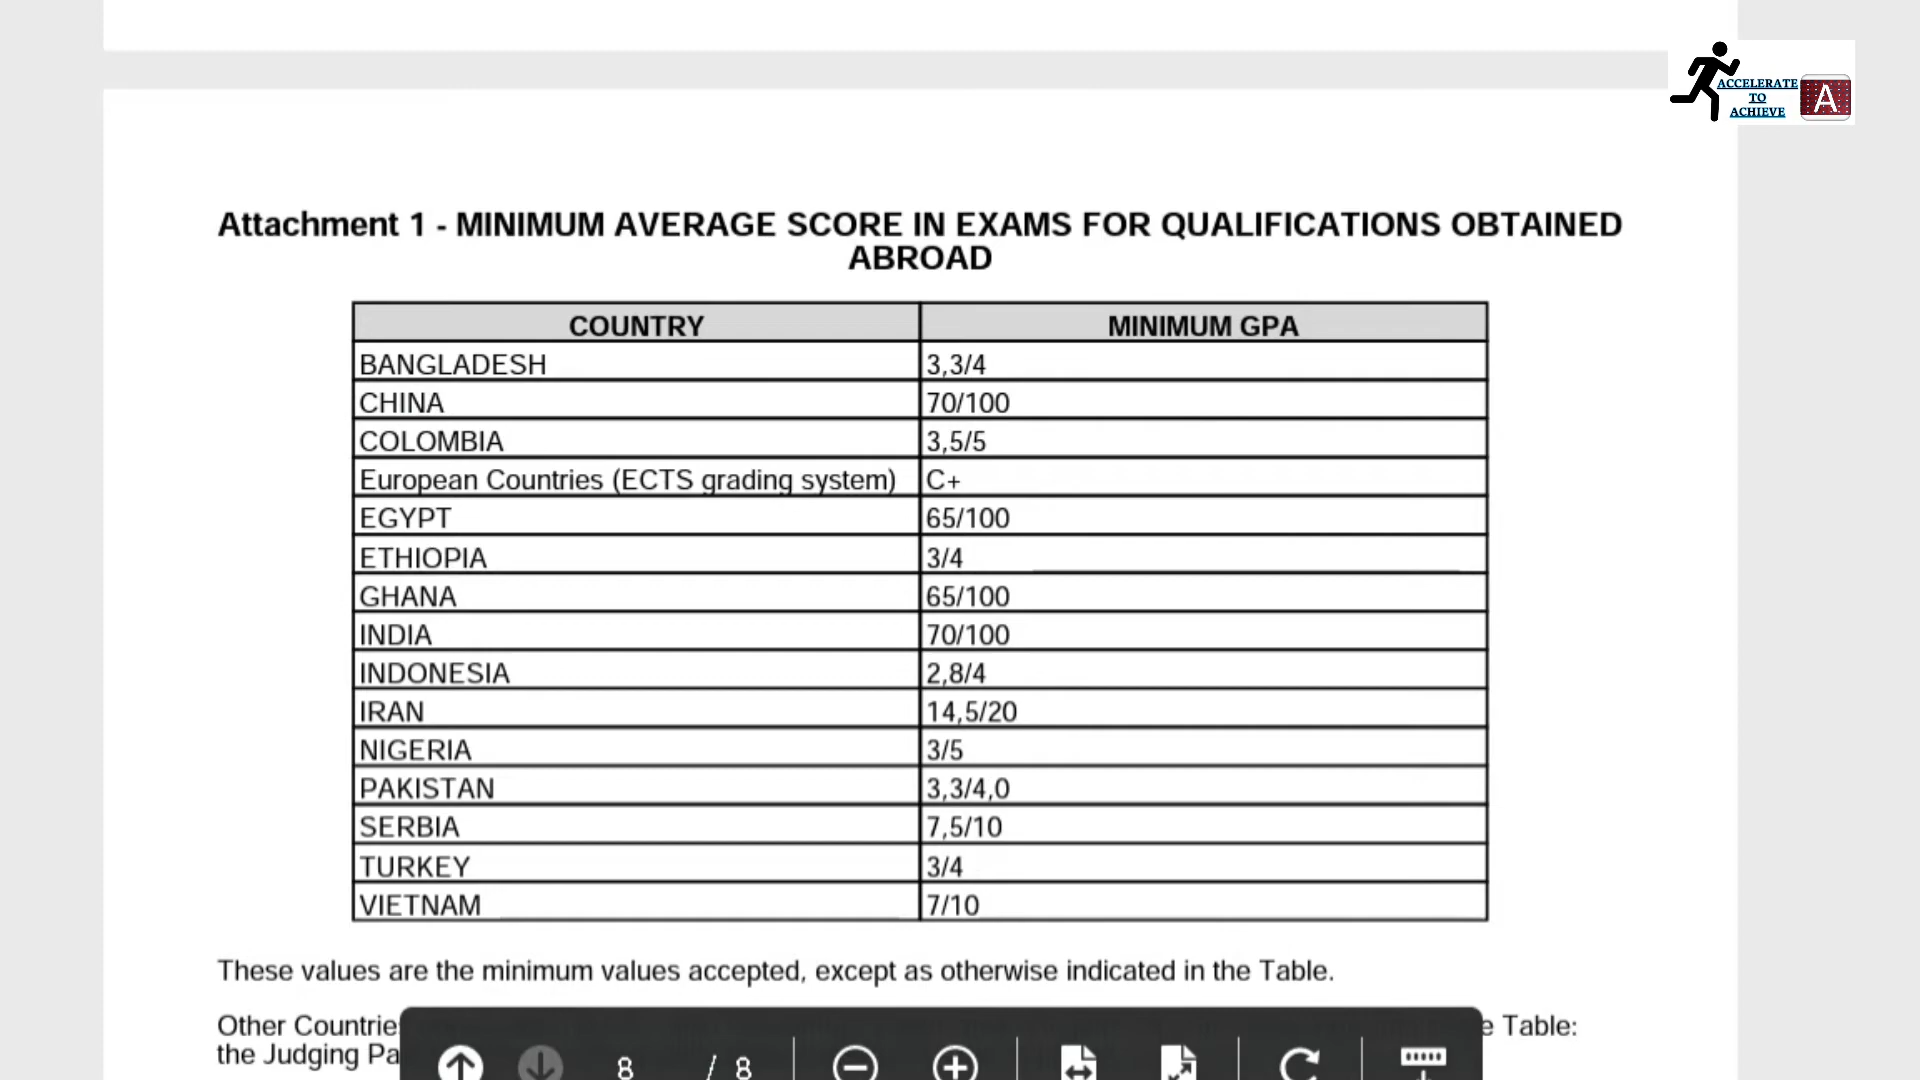 ACCELERATE
TO
ACHIEVE
A
Attachment 1 - MINIMUM AVERAGE SCORE IN EXAMS FOR QUALIFICATIONS OBTAINED
ABROAD
COUNTRY MINIMUM GPA
BANGLADESH 3,3/4
CHINA 70/100
COLOMBIA 3,5/5
European Countries (ECTS grading system) C+
EGYPT 65/100
ETHIOPIA 3/4
GHANA 65/100
INDIA 70/100
INDONESIA 2,8/4
IRAN 14,5/20
NIGERIA 3/5
PAKISTAN 3,3/4,0
SERBIA 7,5/10
TURKEY 3/4
VIETNAM 7/10
These values are the minimum values accepted, except as otherwise indicated in the Table.
Other Table:
the Judging
8 / 8